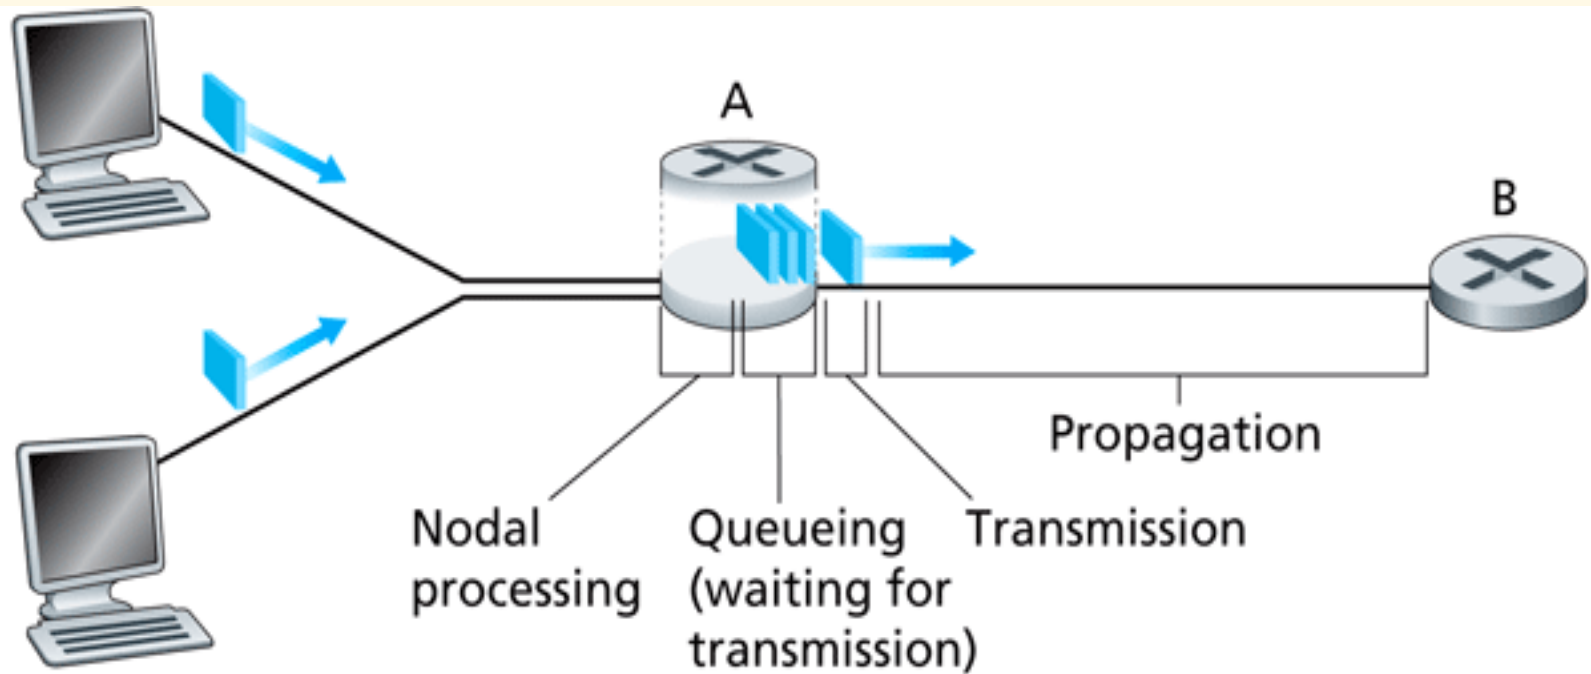 A
B
Propagation
Nodal
processing
Queueing
(waiting for
transmission)
Transmission